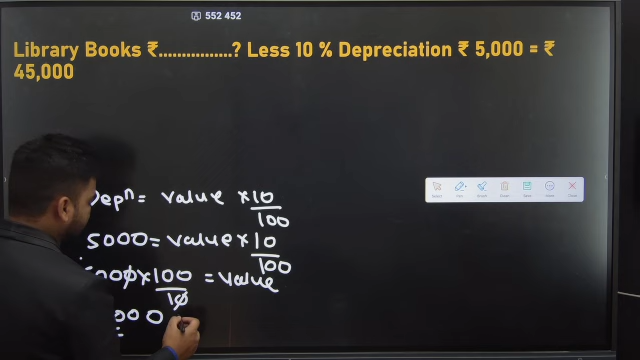 552 452
Library Books ₹................? Less 10 % Depreciation ₹ 5,000 = ₹
45,000
Depⁿ = value × 10
100
5000 = value × 10
100
× 100 = value
10